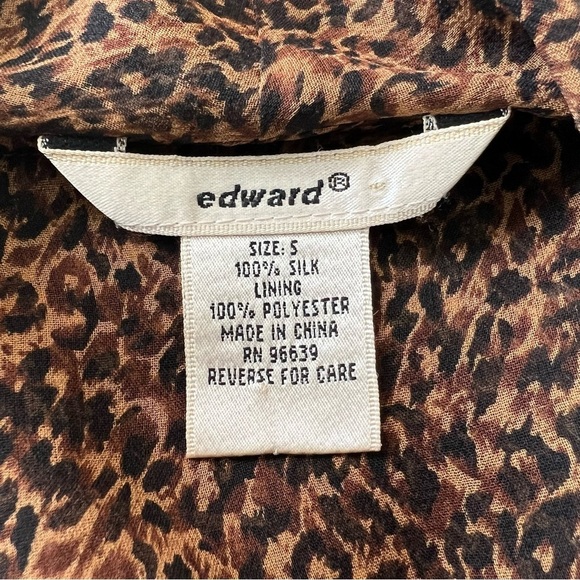 edward®
SIZE: S
100% SILK
LINING
100% POLYESTER
MADE IN CHINA
RN 96639
REVERSE FOR CARE